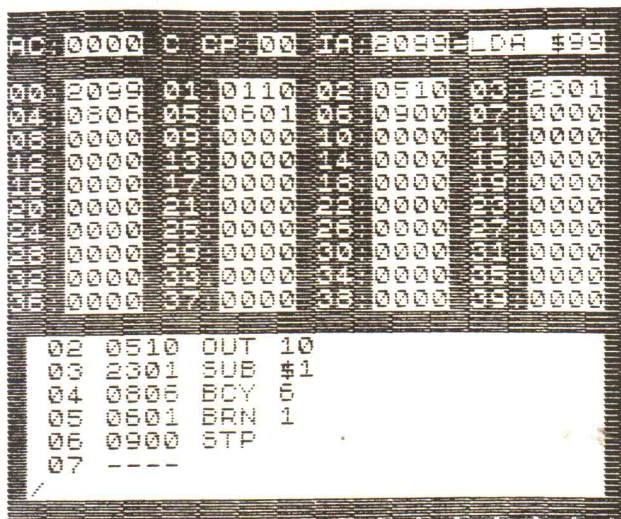 AC:0000 C CP:00 IA:2099=LDA $99
00:2099 01:0110 02:0510 03:2301
04:0806 05:0601 06:0900 07:0000
08:0000 09:0000 10:0000 11:0000
12:0000 13:0000 14:0000 15:0000
16:0000 17:0000 18:0000 19:0000
20:0000 21:0000 22:0000 23:0000
24:0000 25:0000 26:0000 27:0000
28:0000 29:0000 30:0000 31:0000
32:0000 33:0000 34:0000 35:0000
36:0000 37:0000 38:0000 39:0000
02 0510 OUT 10
03 2301 SUB $1
04 0806 BCY 6
05 0601 BRN 1
06 0900 STP
07 ----
/